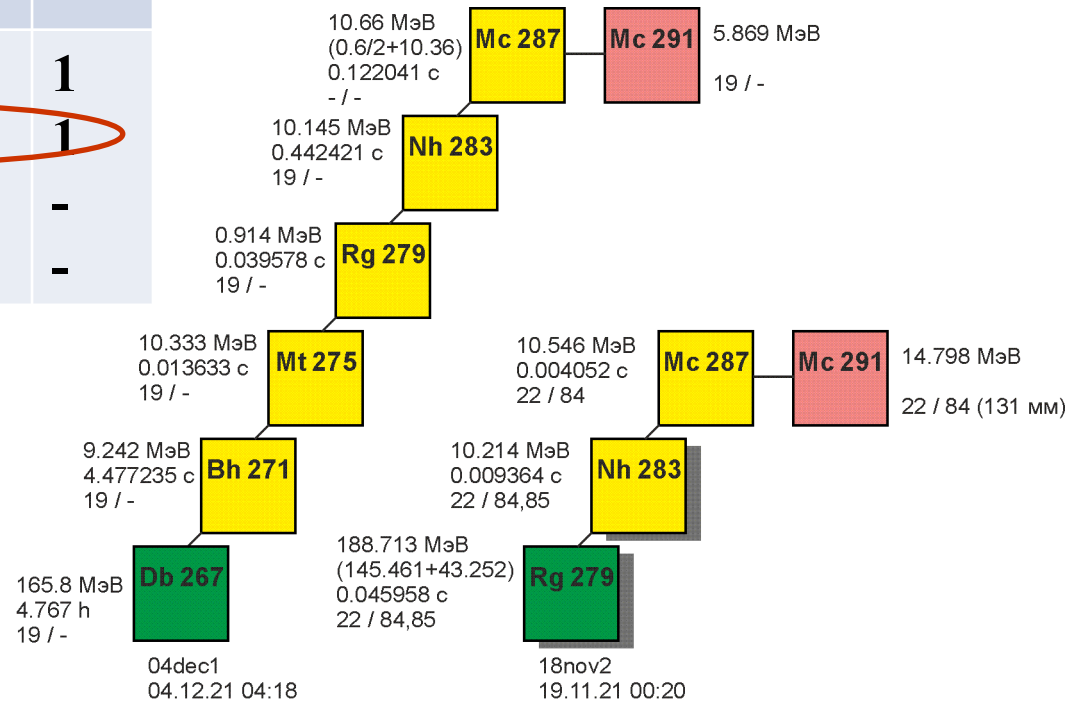 1
1
-
-
10.66 МэВ
(0.6/2+10.36)
0.122041 с
- / -
Mc 287
Mc 291
5.869 МэВ
19 / -
10.145 МэВ
0.442421 с
19 / -
Nh 283
0.914 МэВ
0.039578 с
19 / -
Rg 279
10.333 МэВ
0.013633 с
19 / -
Mt 275
9.242 МэВ
4.477235 с
19 / -
Bh 271
165.8 МэВ
4.767 h
19 / -
Db 267
04dec1
04.12.21 04:18
10.546 МэВ
0.004052 с
22 / 84
Mc 287
Mc 291
14.798 МэВ
22 / 84 (131 мм)
10.214 МэВ
0.009364 с
22 / 84,85
Nh 283
188.713 МэВ
(145.461+43.252)
0.045958 с
22 / 84,85
Rg 279
18nov2
19.11.21 00:20